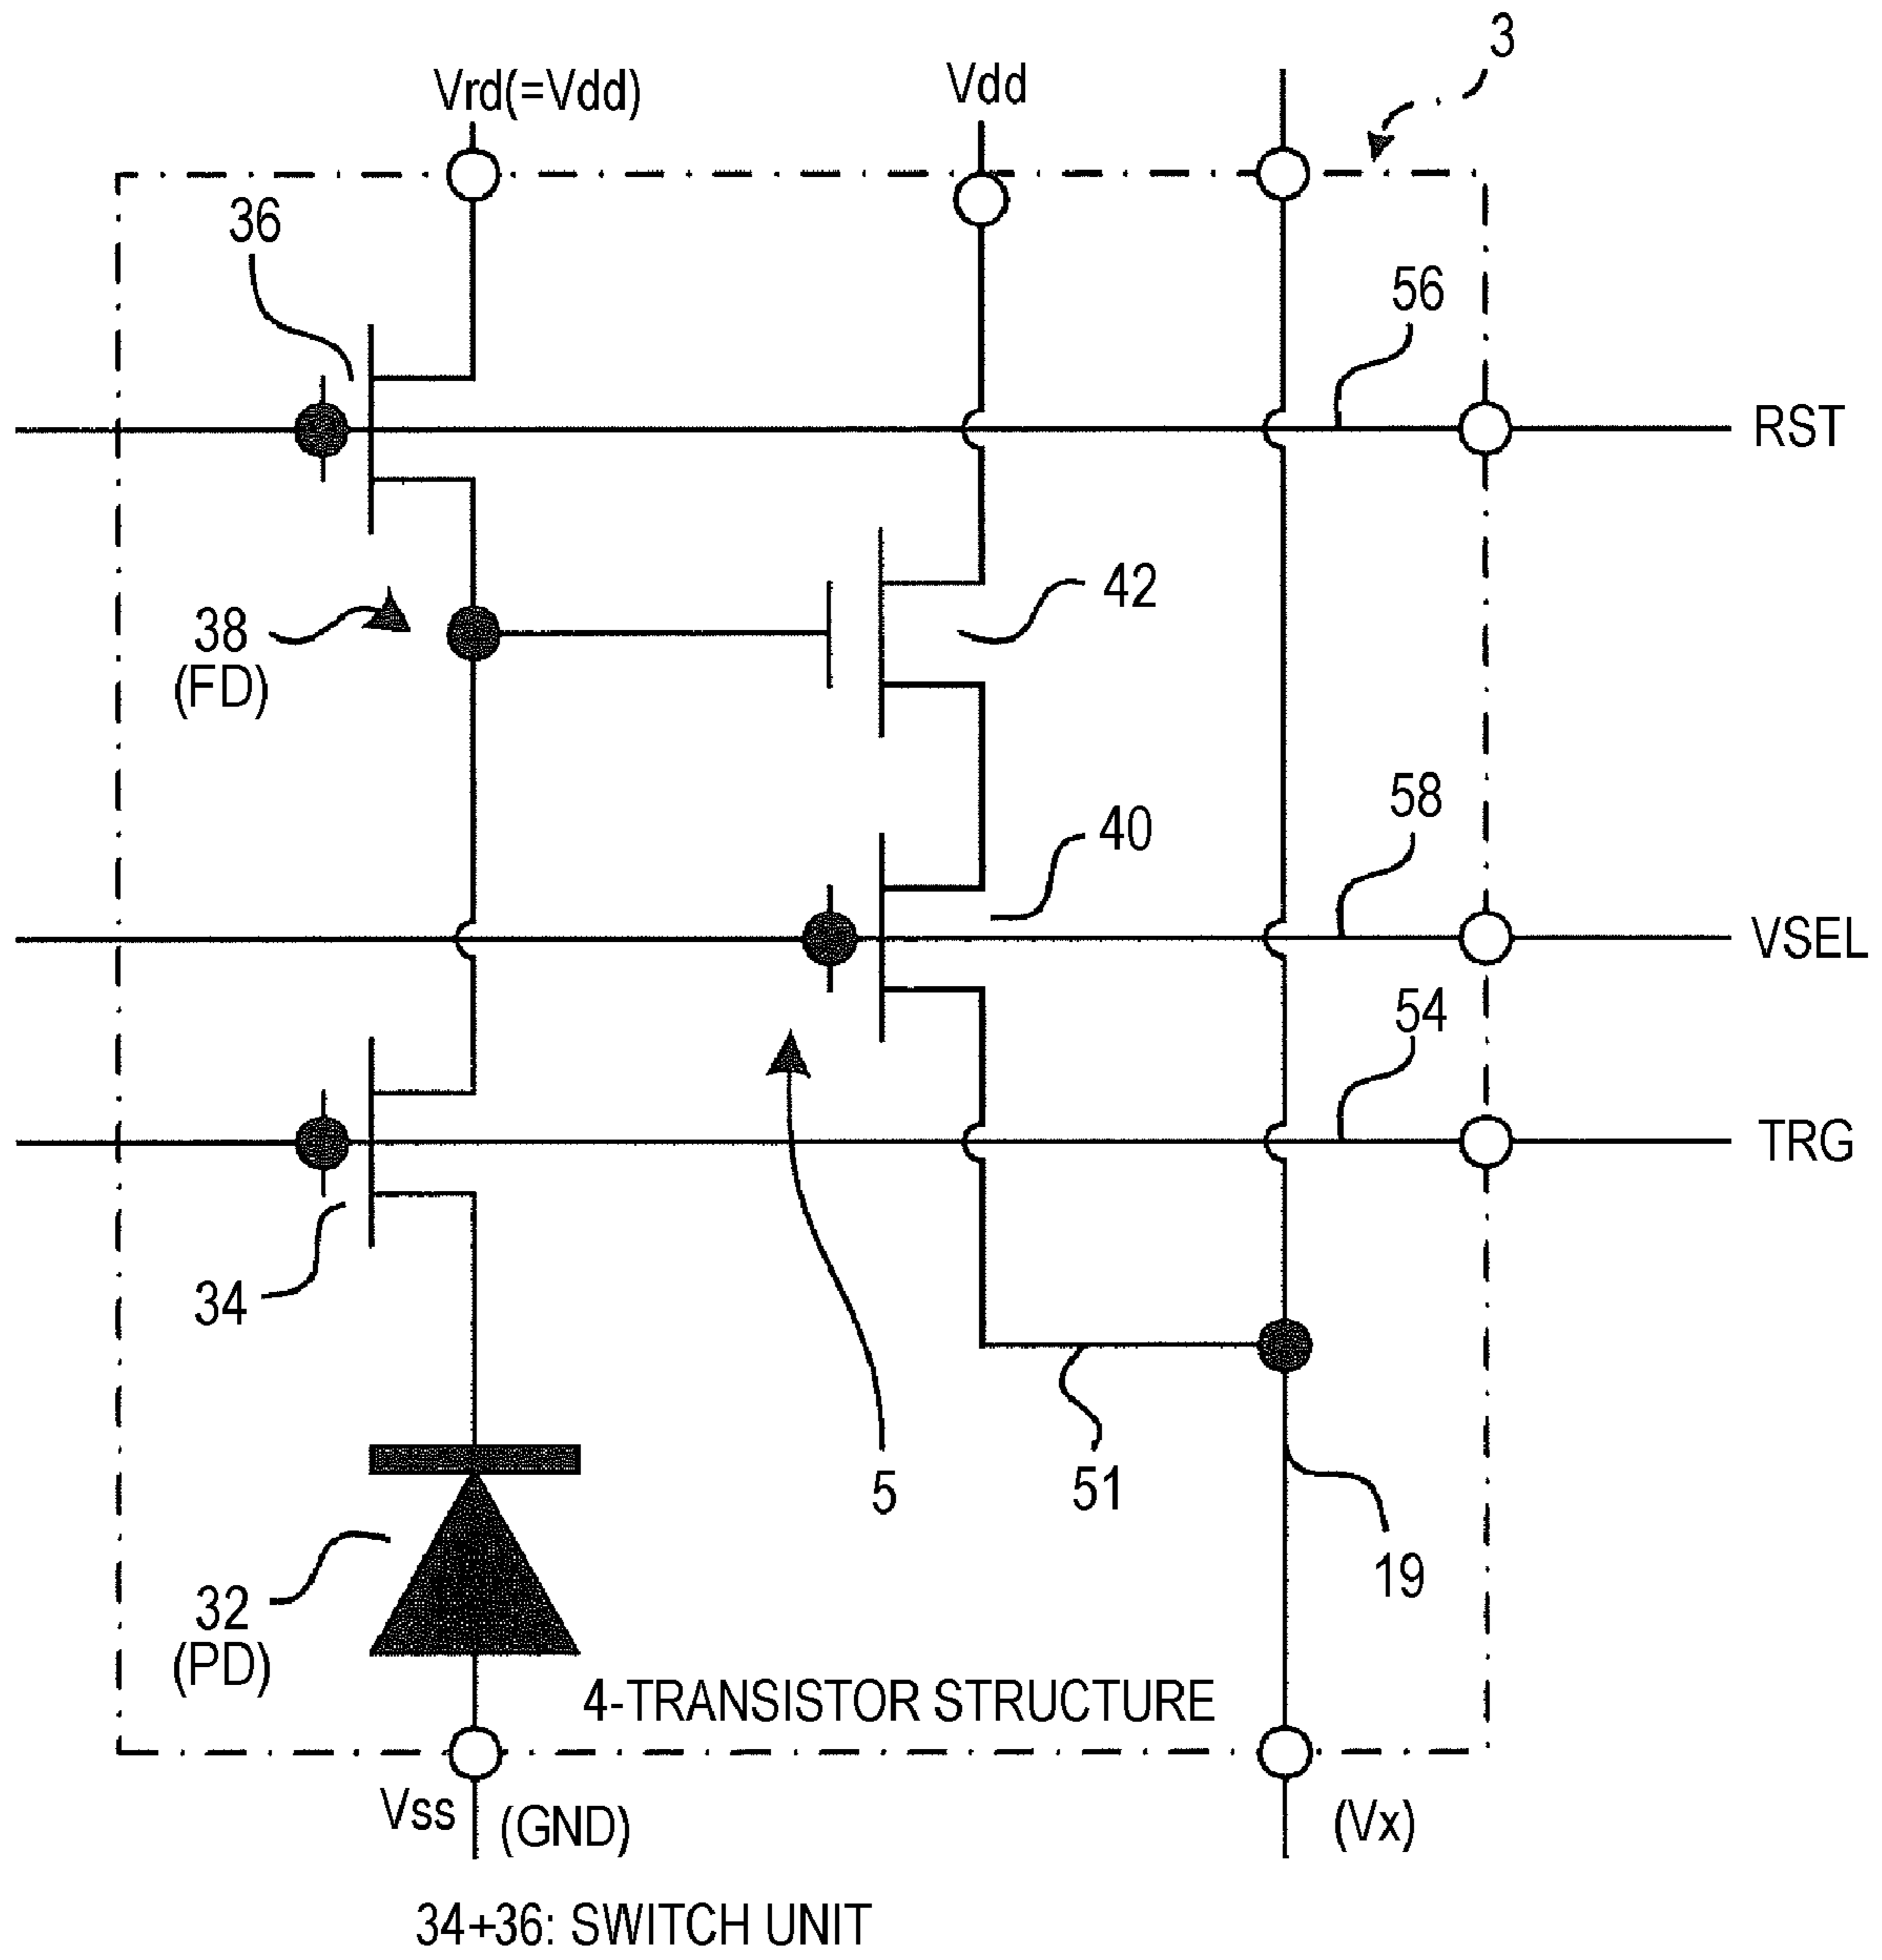 3
Vrd(=Vdd)
Vdd
36
56
RST
42
38
(FD)
58
40
VSEL
54
TRG
34
5
51
19
32
(PD)
4-TRANSISTOR STRUCTURE
Vss
(GND)
(Vx)
34+36: SWITCH UNIT